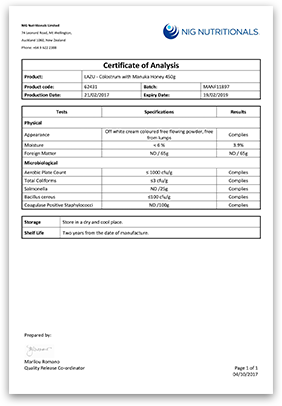 NIG Nutritionals Limited
NIG NUTRITIONALS.
74 Leonard Road, Mt Wellington,
Auckland 1060, New Zealand
Phone: +64 9 622 2388
Certificate of Analysis
Product: LAZU - Colostrum with Manuka Honey 450g
Product code: 62431 Batch: MANF11897
Production Date: 21/02/2017 Expiry Date: 19/02/2019
Tests Specifications Results
Physical
Appearance Off white cream coloured free flowing powder, free from lumps Complies
Moisture < 6 % 3.9%
Foreign Matter ND / 65g ND / 65g
Microbiological
Aerobic Plate Count ≤ 1000 cfu/g Complies
Total Coliforms ≤3 cfu/g Complies
Salmonella ND /25g Complies
Bacillus cereus ≤100 cfu/g Complies
Coagulase Positive Staphylococci ND /100g Complies
Storage Store in a dry and cool place.
Shelf Life Two years from the date of manufacture.
Prepared by:
Marilou Romano
Quality Release Co-ordinator
Page 1 of 1
04/10/2017